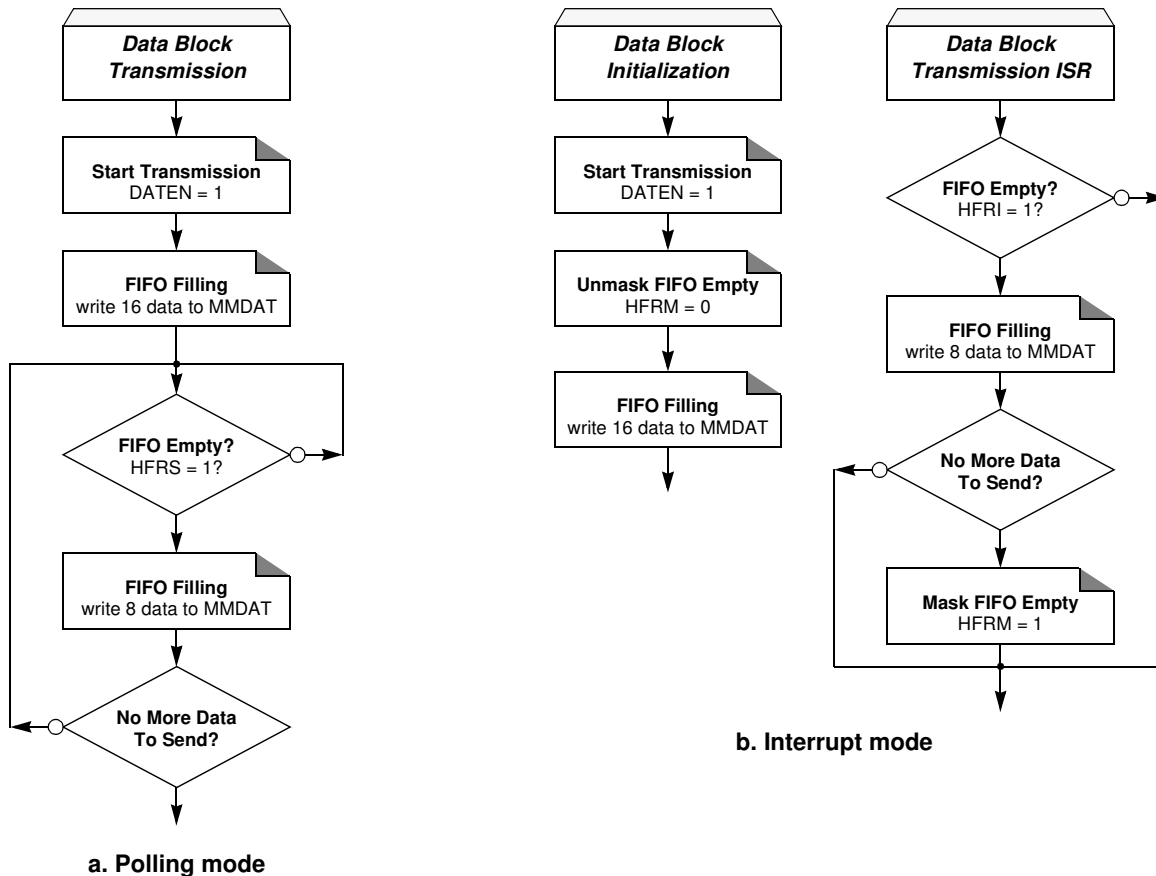 Data Block
Transmission
Start Transmission
DATEN = 1
FIFO Filling
write 16 data to MMDAT
FIFO Empty?
HFRS = 1?
FIFO Filling
write 8 data to MMDAT
No More Data
To Send?
a. Polling mode
Data Block
Initialization
Start Transmission
DATEN = 1
Unmask FIFO Empty
HFRM = 0
FIFO Filling
write 16 data to MMDAT
Data Block
Transmission ISR
FIFO Empty?
HFRI = 1?
FIFO Filling
write 8 data to MMDAT
No More Data
To Send?
Mask FIFO Empty
HFRM = 1
b. Interrupt mode